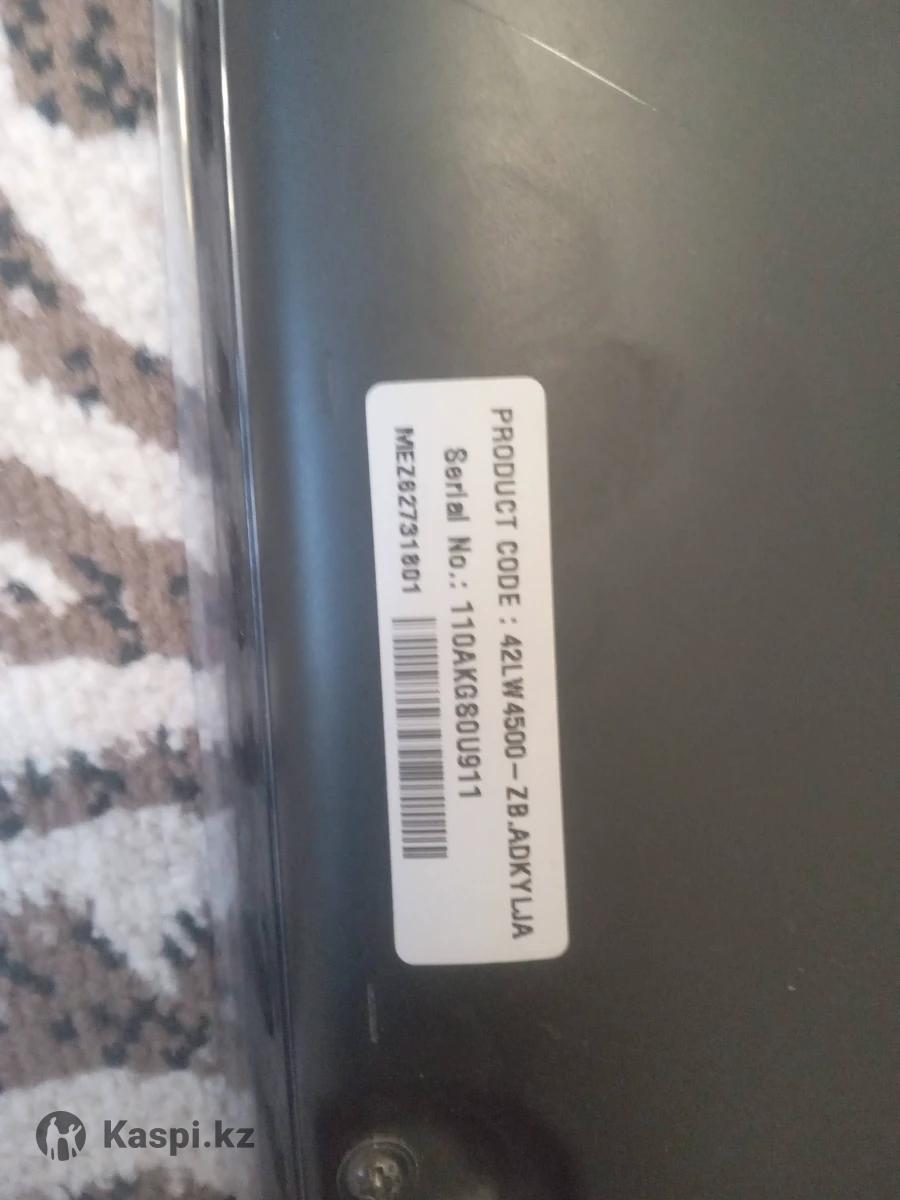 PRODUCT CODE : 42LW4500-ZB.ADKYLJA
Serial No.: 110AKG80U911
MEZ62731801
Kaspi.kz